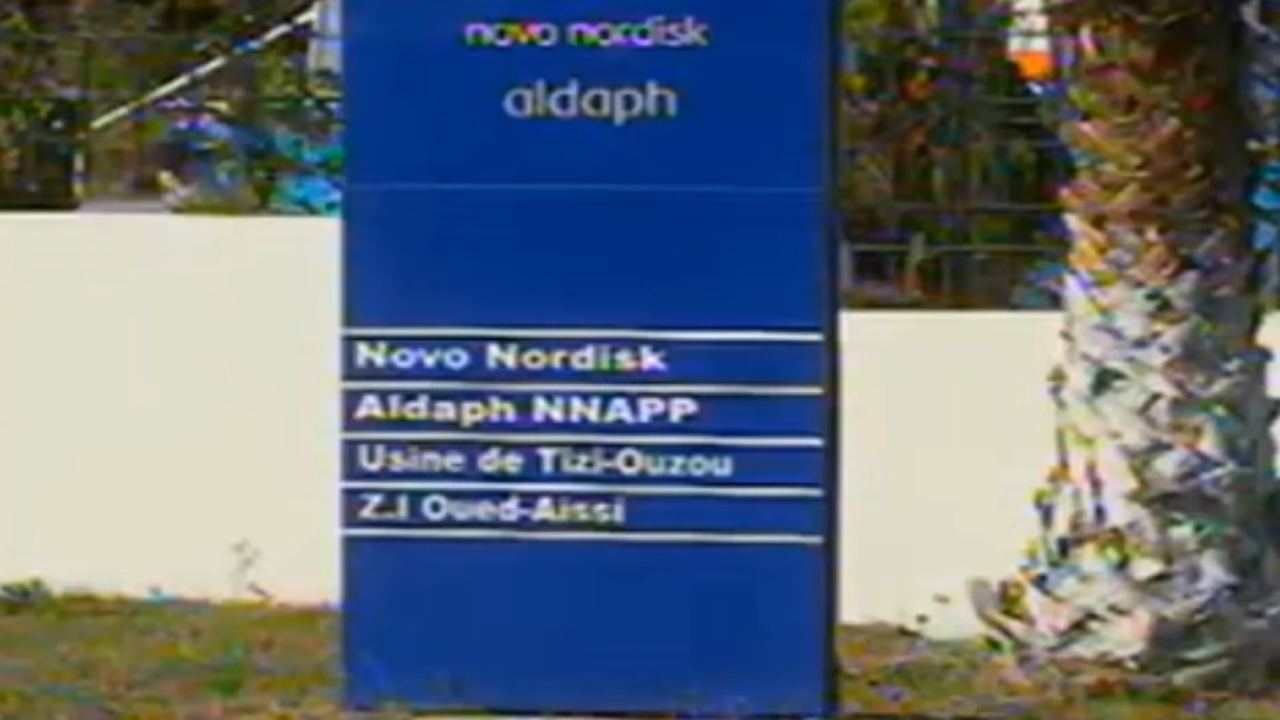 novo nordisk
aldaph
Novo Nordisk
Aldaph NNAPP
Usine de Tizi-Ouzou
Z.I Oued-Aissi